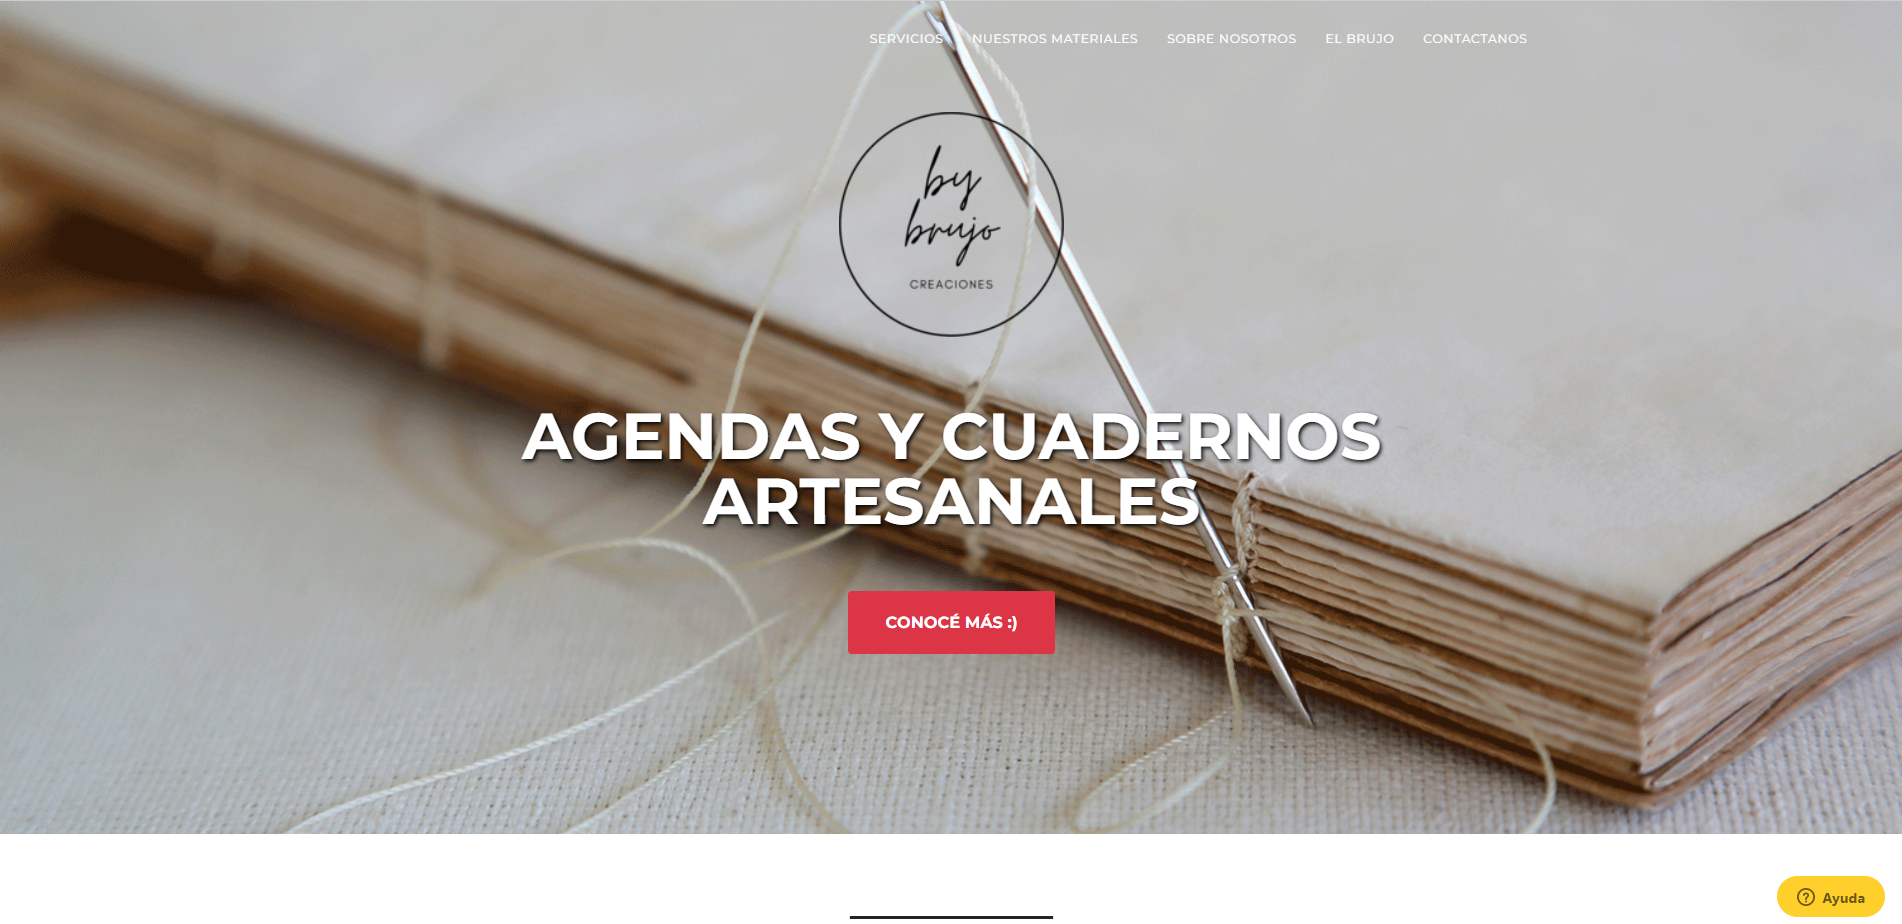 SERVICIOS NUESTROS MATERIALES SOBRE NOSOTROS EL BRUJO CONTACTANOS
by
brujo
CREACIONES
AGENDAS Y CUADERNOS
ARTESANALES
CONOCÉ MÁS :)
Ayuda